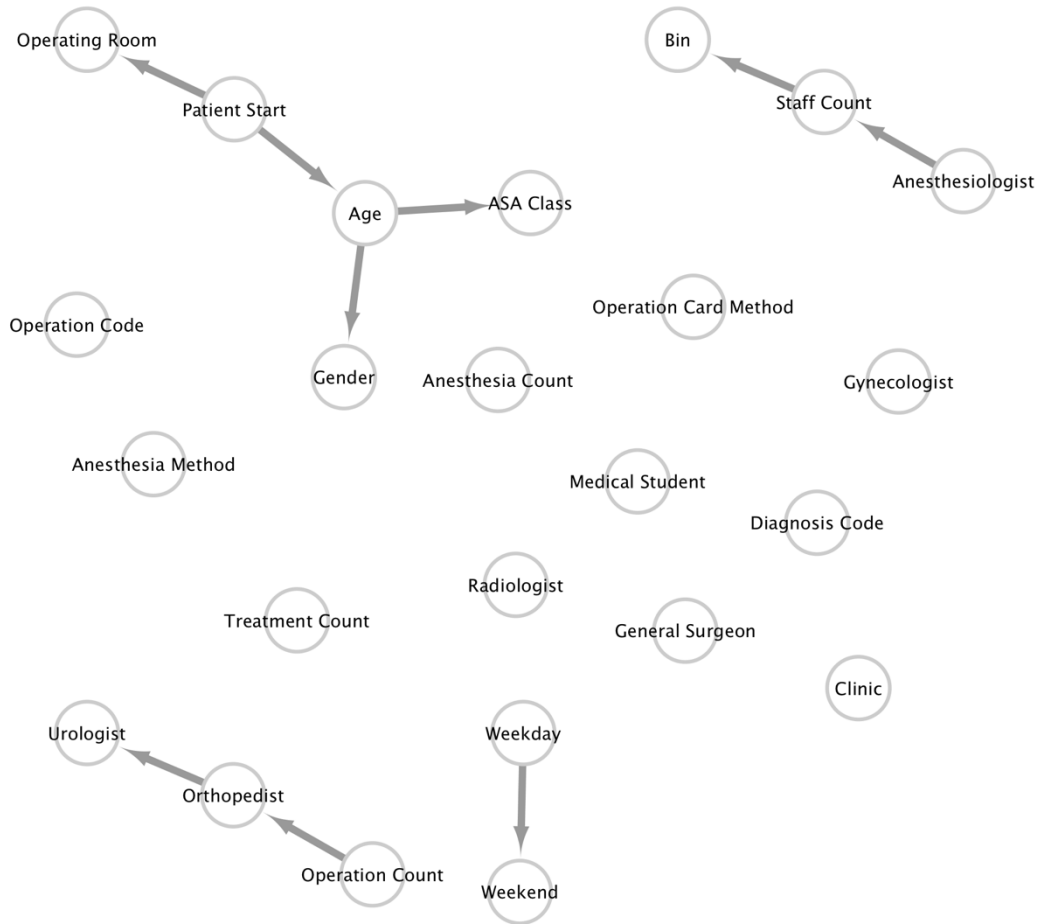 Operating Room
Bin
Patient Start
Staff Count
Anesthesiologist
Age
ASA Class
Operation Card Method
Operation Code
Gender
Anesthesia Count
Gynecologist
Anesthesia Method
Medical Student
Diagnosis Code
Radiologist
Treatment Count
General Surgeon
Clinic
Urologist
Weekday
Orthopedist
Operation Count
Weekend